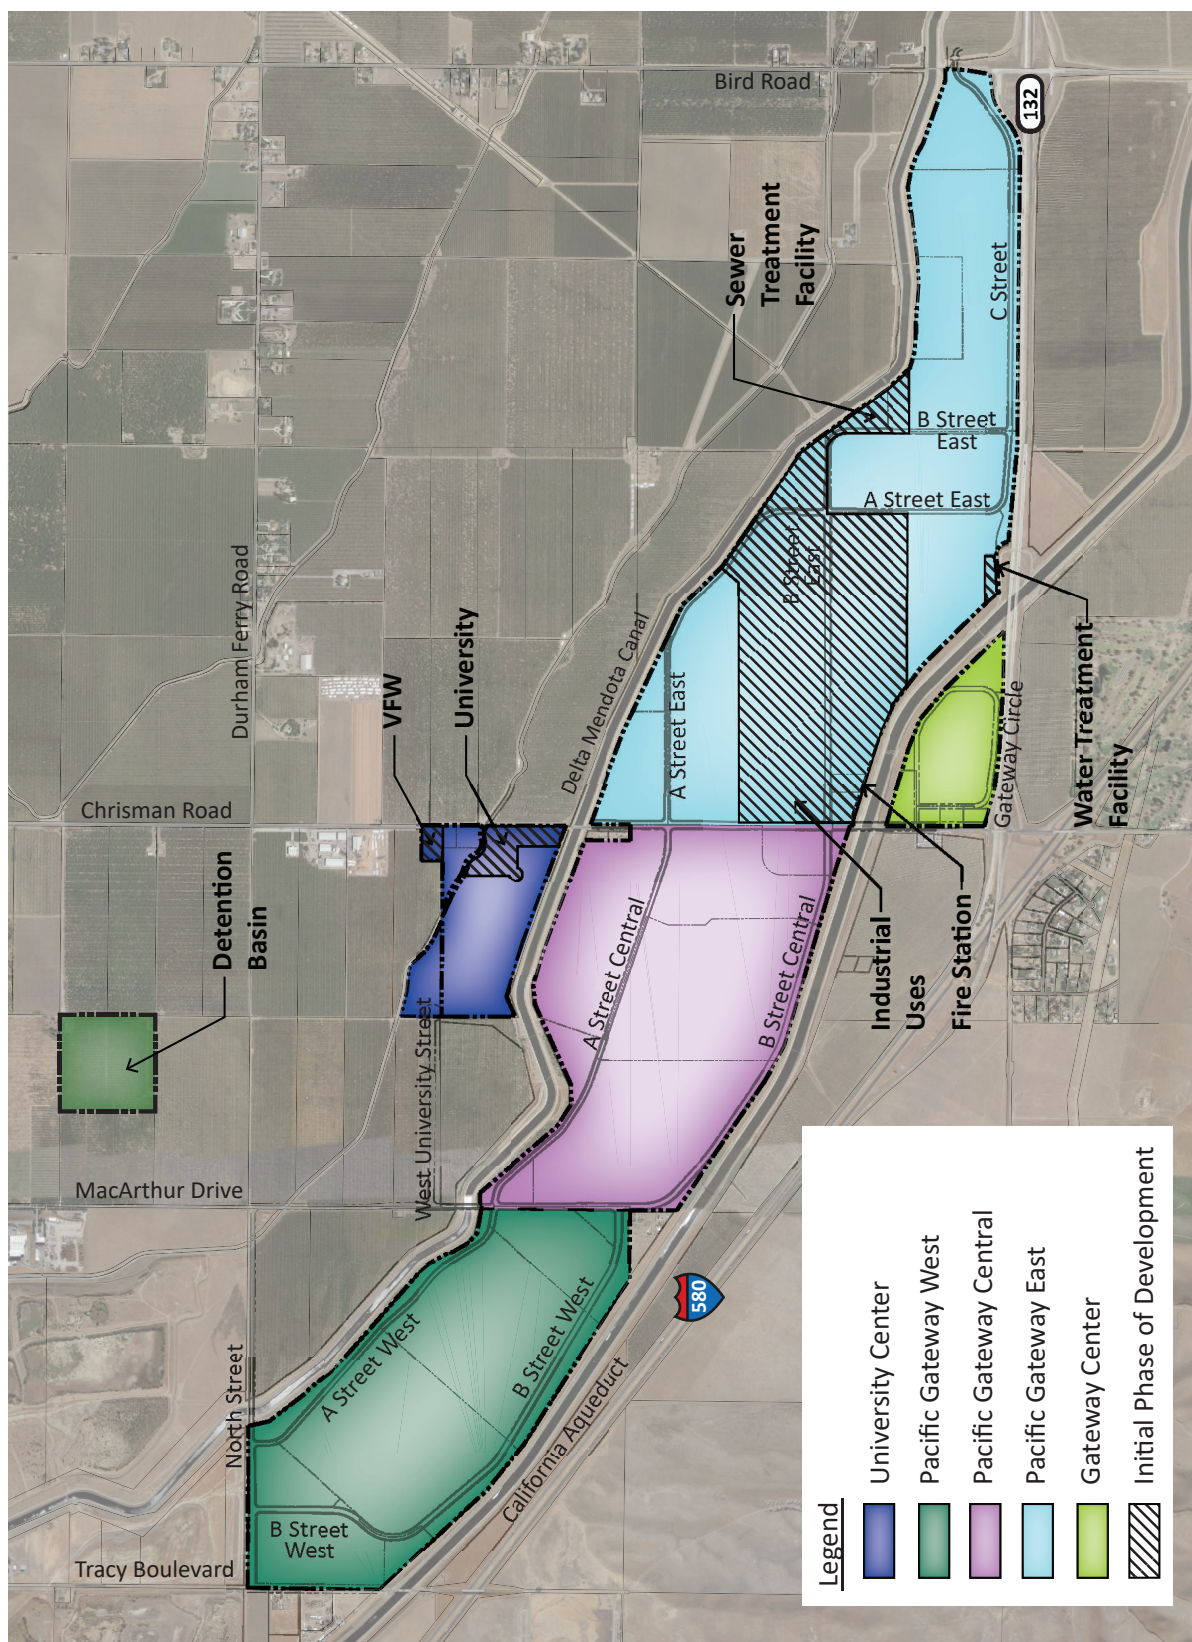 Bird Road
132
Sewer
Treatment
Facility
C Street
B Street
East
A Street East
B Street
East
Durham Ferry Road
VFW
University
Delta Mendota Canal
A Street East
Chrisman Road
Gateway Circle
Water Treatment
Facility
Detention
Basin
A Street Central
B Street Central
Industrial
Uses
Fire Station
West University Street
MacArthur Drive
580
North Street
A Street West
B Street West
California Aqueduct
B Street
West
Tracy Boulevard
Legend
University Center
Pacific Gateway West
Pacific Gateway Central
Pacific Gateway East
Gateway Center
Initial Phase of Development